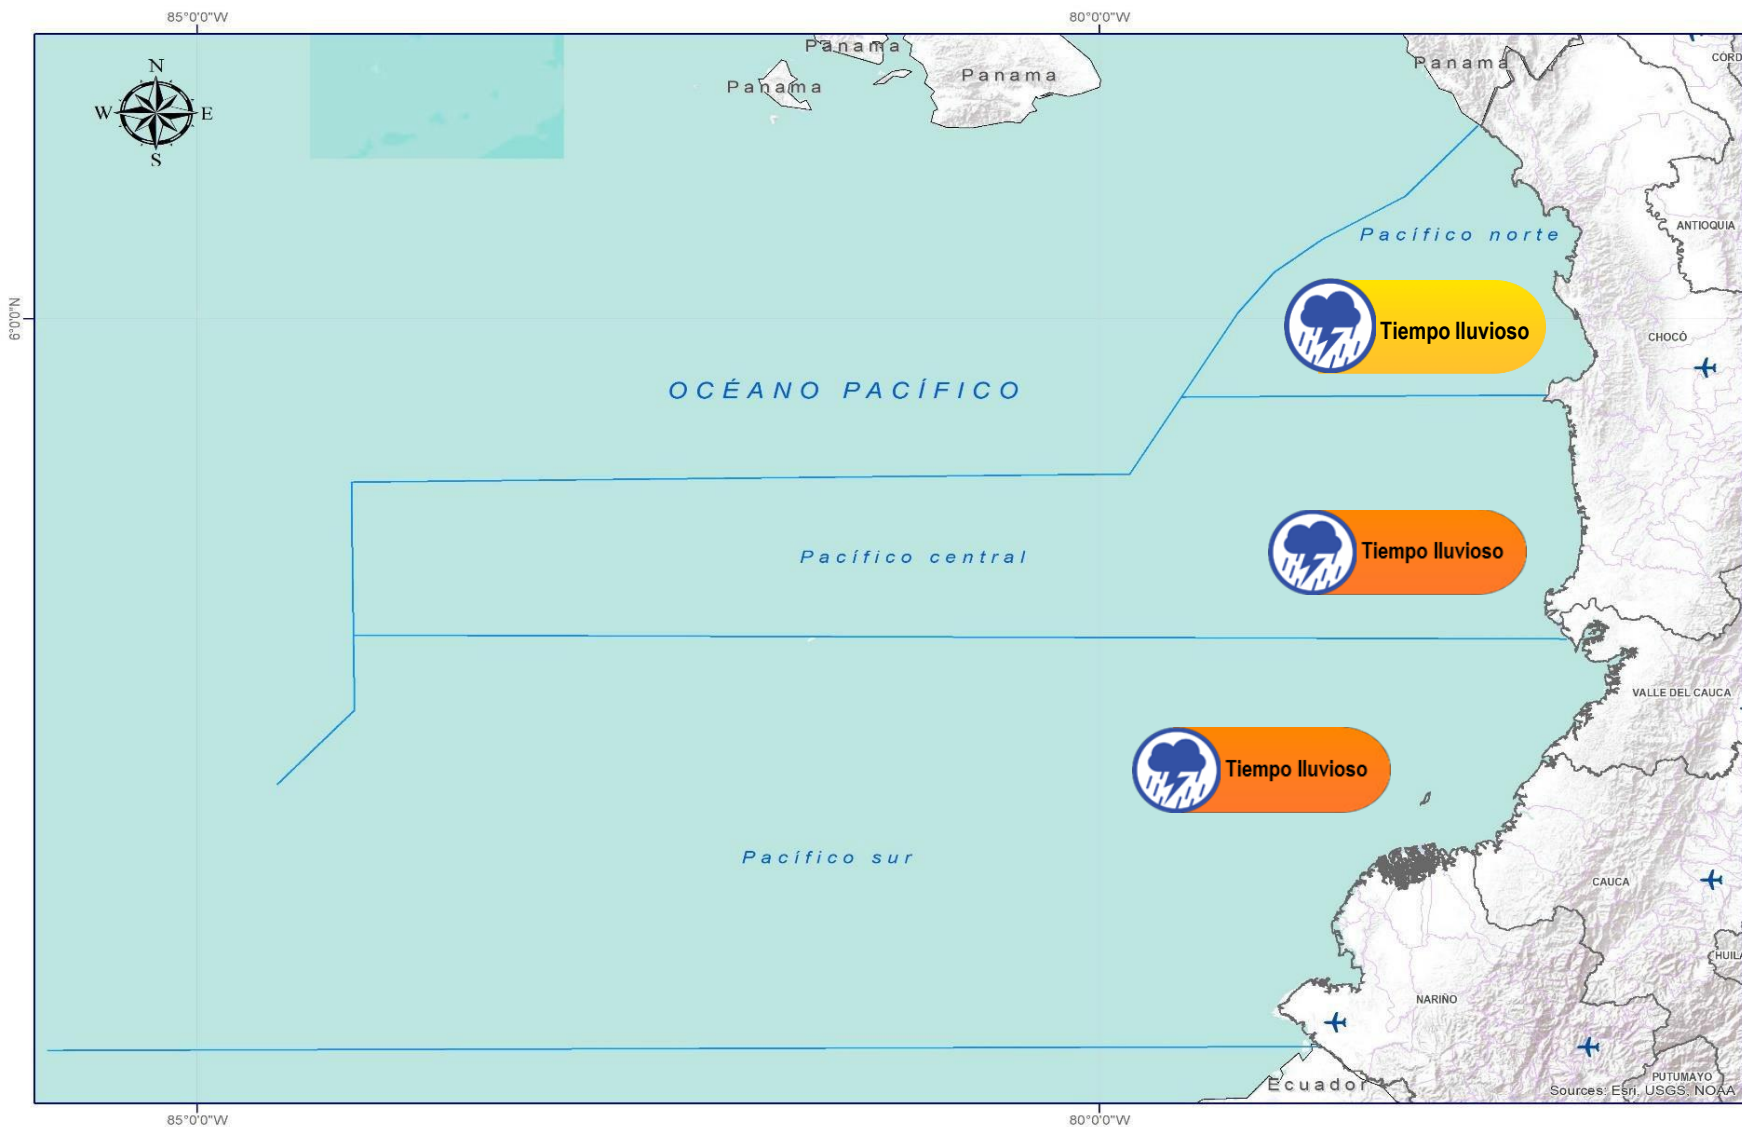 85°0'0"W
80°0'0"W
N
W
E
S
Panama
Panama
Panama
Panama
CÓRD
ANTIOQUIA
Pacífico norte
6°0'0"N
Tiempo lluvioso
CHOCÓ
OCÉANO PACÍFICO
Pacífico central
Tiempo lluvioso
VALLE DEL CAUCA
Tiempo lluvioso
Pacífico sur
CAUCA
HUILA
NARIÑO
PUTUMAYO
Ecuador
Sources: Esri, USGS, NOAA
85°0'0"W
80°0'0"W